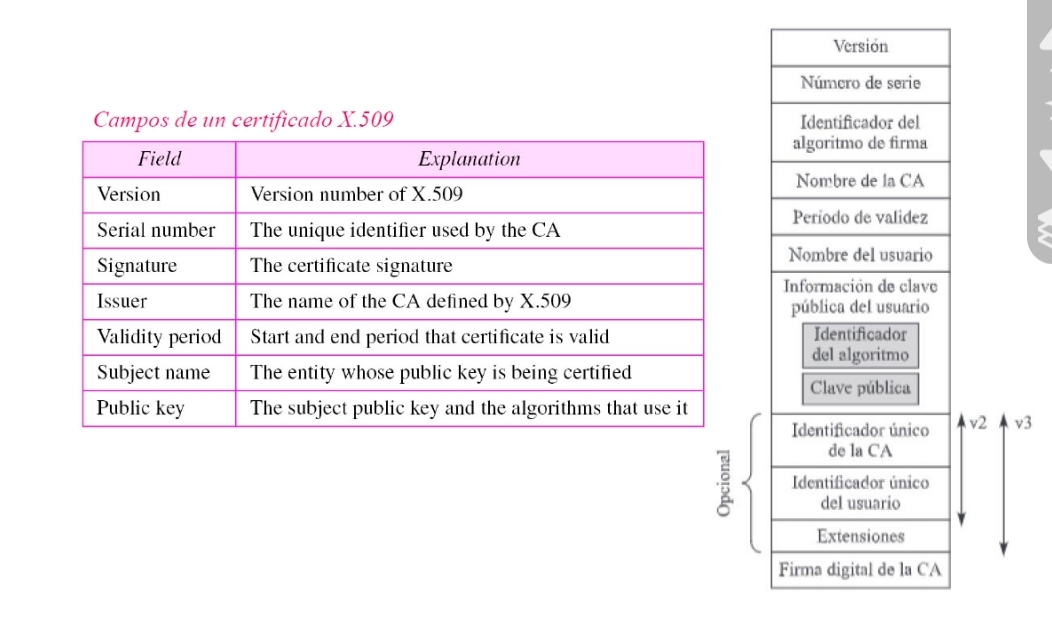 Campos de un certificado X.509
Field Explanation
Version Version number of X.509
Serial number The unique identifier used by the CA
Signature The certificate signature
Issuer The name of the CA defined by X.509
Validity period Start and end period that certificate is valid
Subject name The entity whose public key is being certified
Public key The subject public key and the algorithms that use it
Versión
Número de serie
Identificador del
algoritmo de firma
Nombre de la CA
Periodo de validez
Nombre del usuario
Información de clave
pública del usuario
Identificador
del algoritmo
Clave pública
Opcional
Identificador único
de la CA
v2 v3
Identificador único
del usuario
Extensiones
Firma digital de la CA